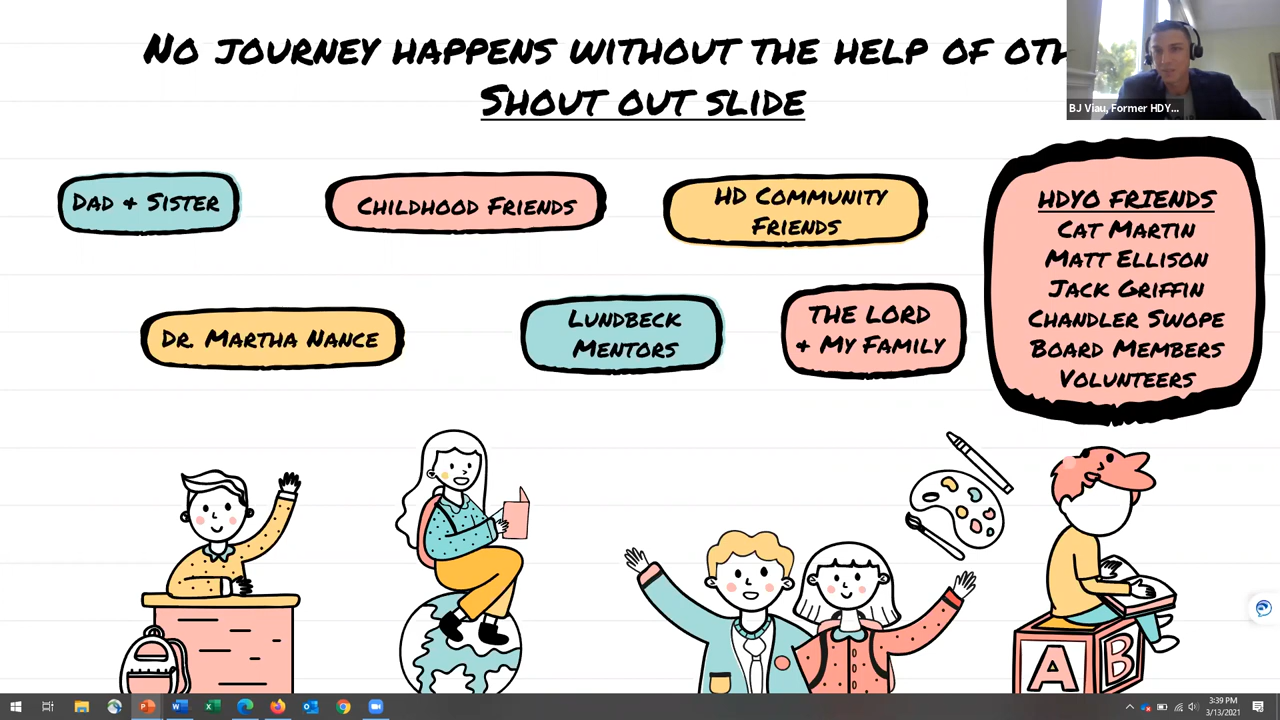 No journey happens without the help of oth
Shout out slide
BJ Viau, Former HDY...
Dad & Sister
Childhood Friends
HD Community
Friends
HDYO Friends
Cat Martin
Matt Ellison
Jack Griffin
Chandler Swope
Board Members
Volunteers
Dr. Martha Nance
Lundbeck
Mentors
The Lord
& My Family
A B
3:39 PM
3/13/2021